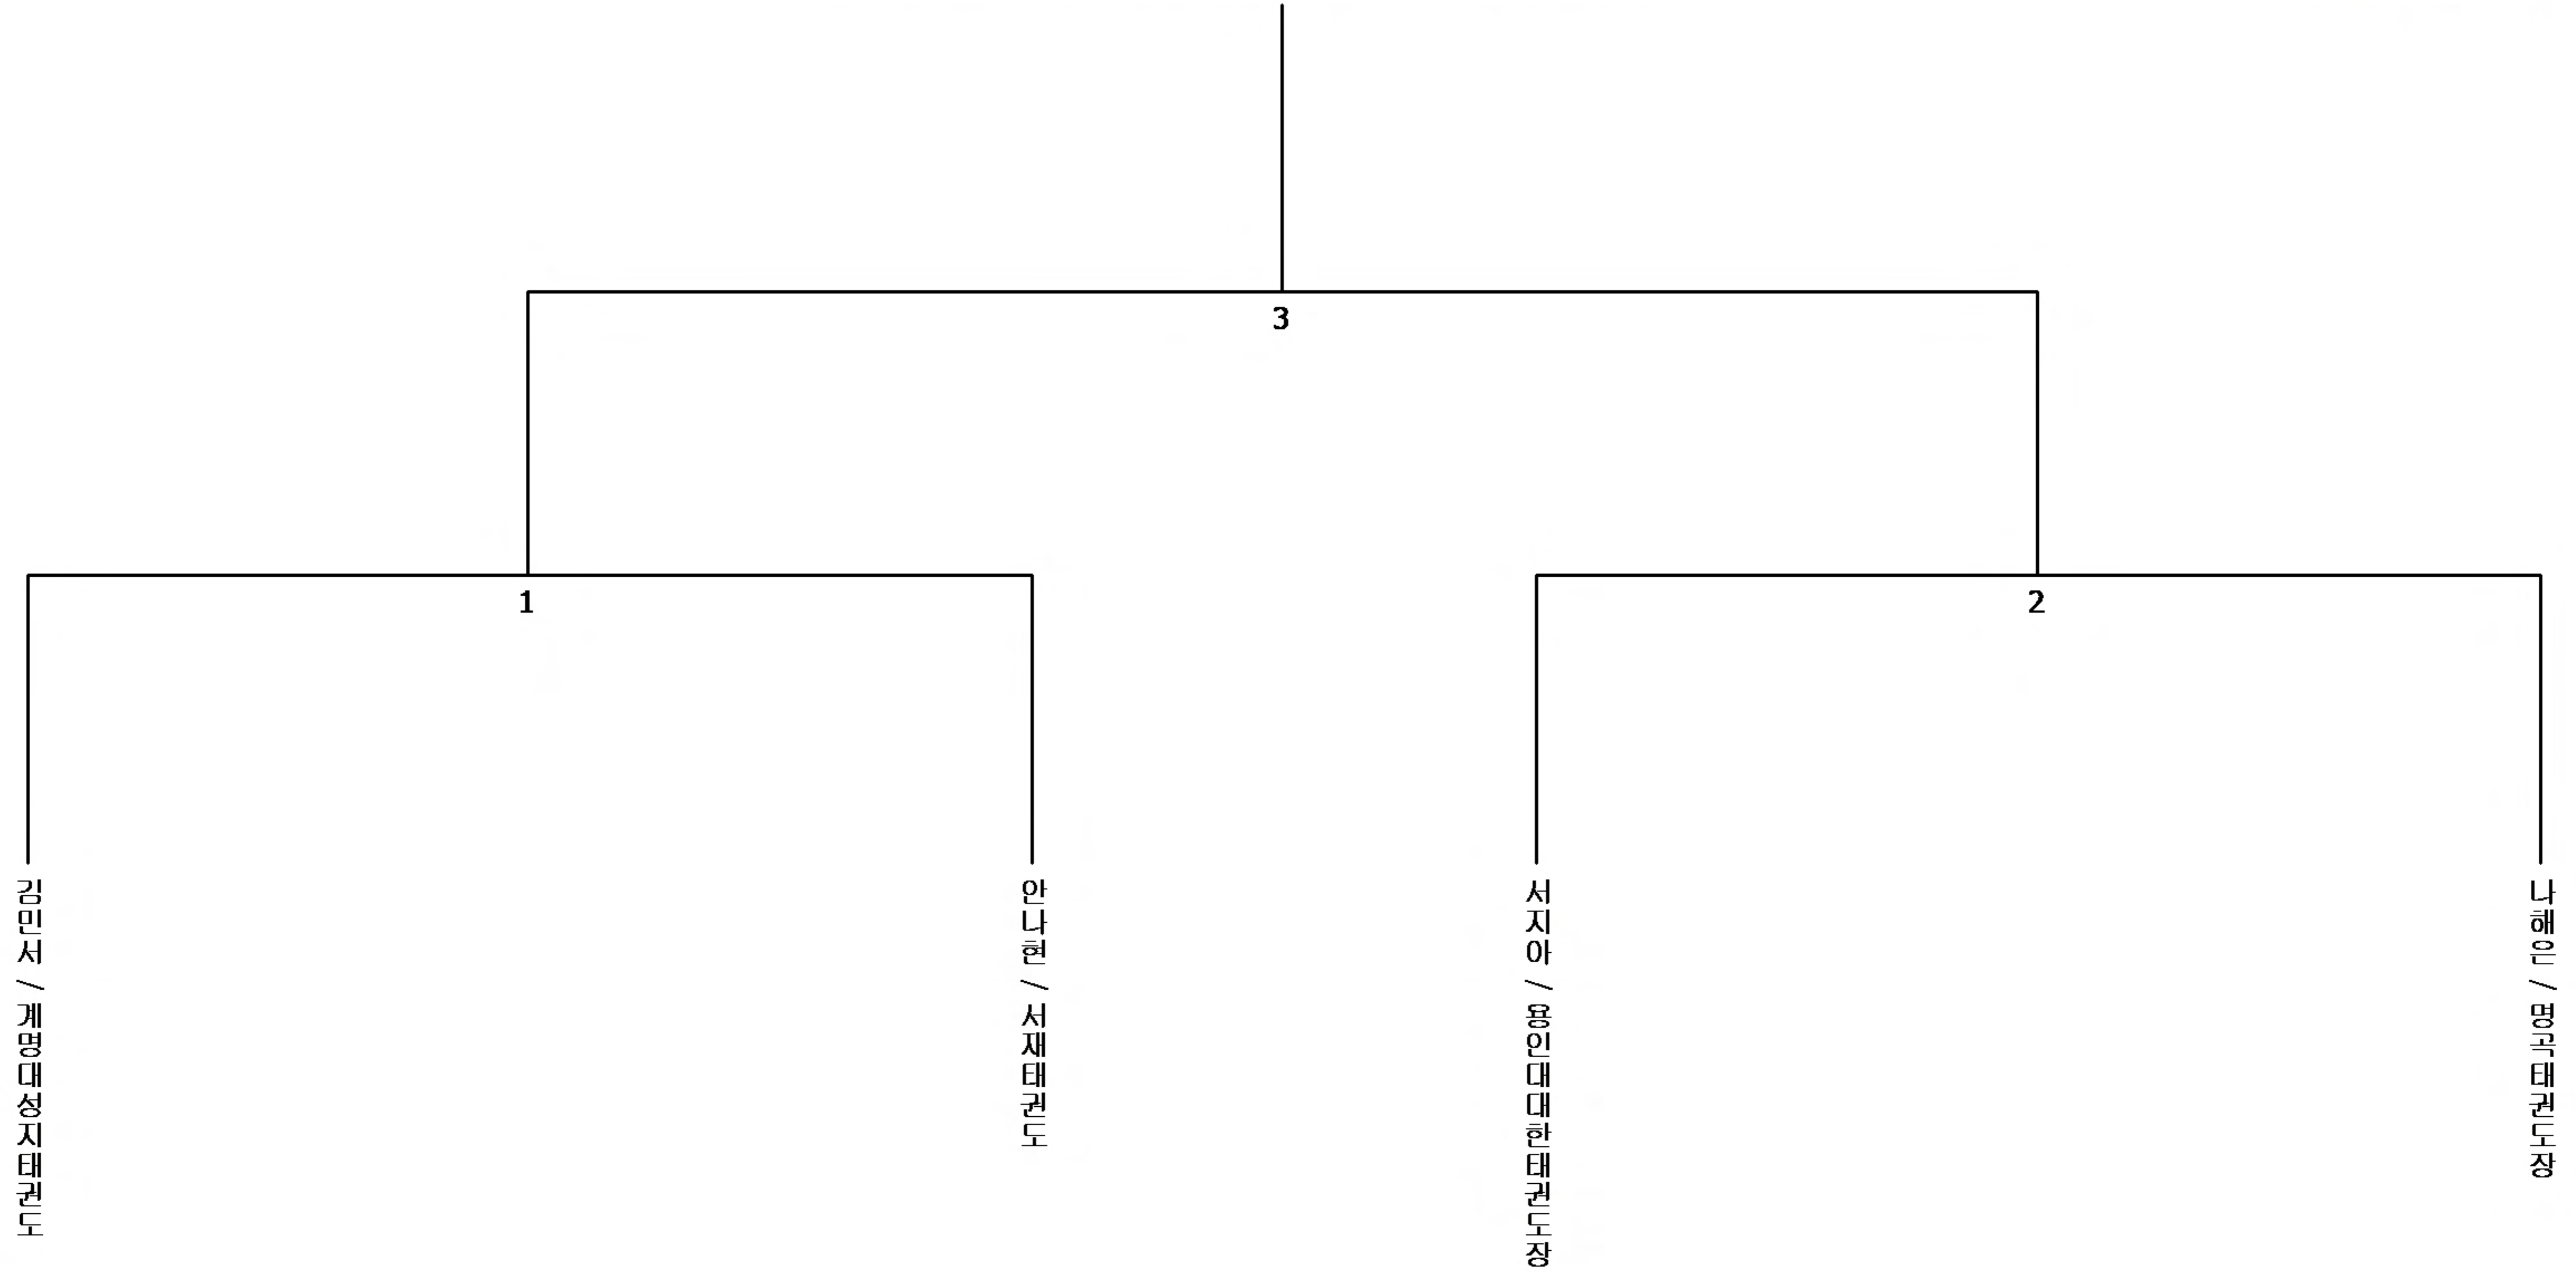 3
1
2
김민서 / 계명대성지태권도
안나현 / 서재태권도
서지아 / 용인대대한태권도장
나해은 / 명곡태권도장